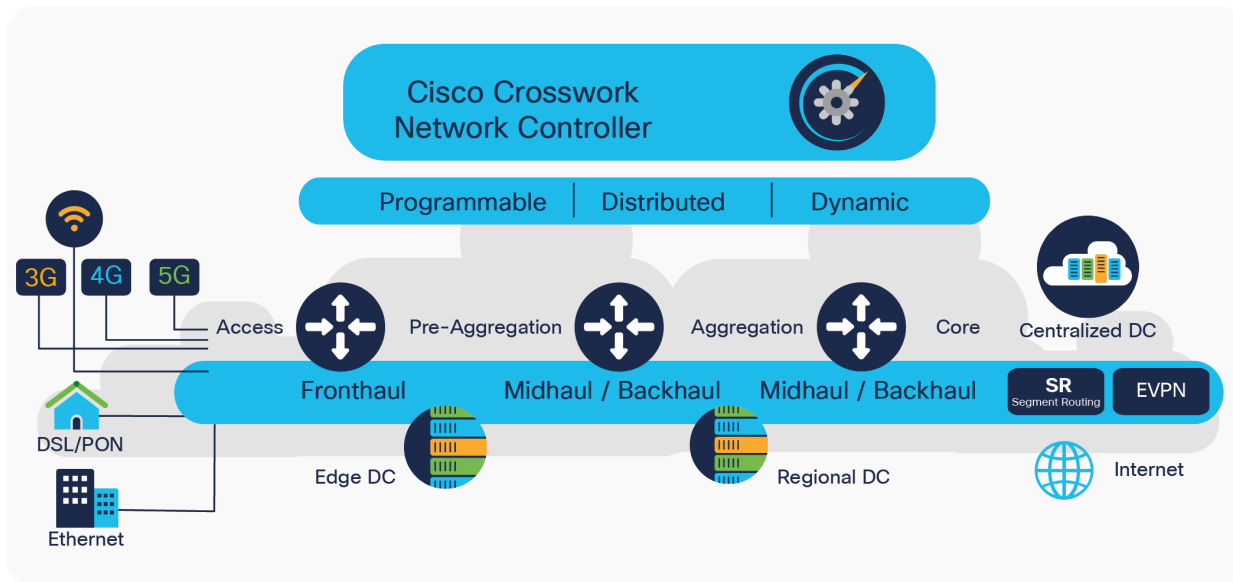 Cisco Crosswork
Network Controller
Programmable | Distributed | Dynamic
3G 4G 5G
Access
Pre-Aggregation
Aggregation
Core
Centralized DC
Fronthaul
Midhaul / Backhaul
Midhaul / Backhaul
SR
Segment Routing
EVPN
DSL/PON
Edge DC
Regional DC
Internet
Ethernet